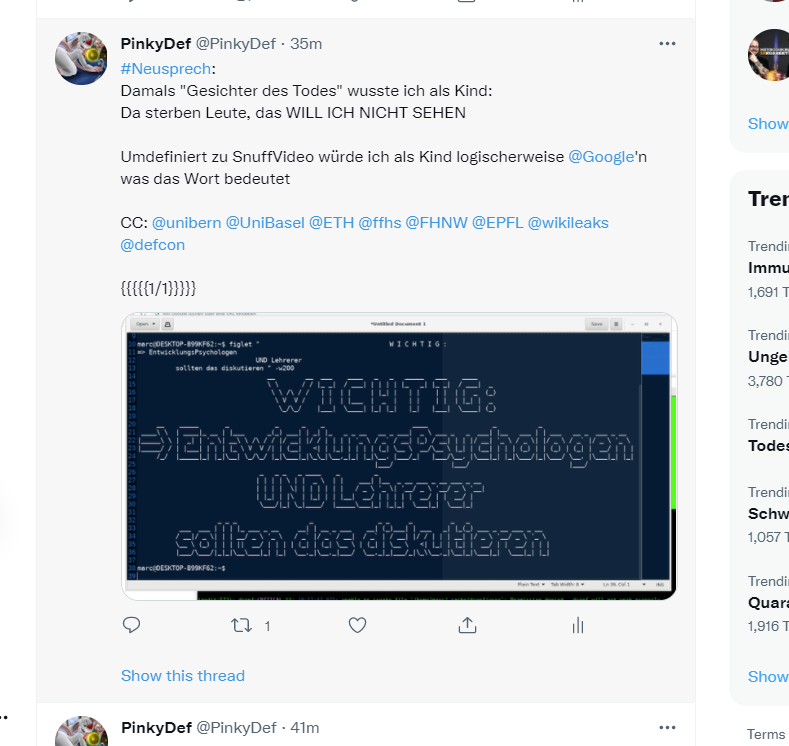 PinkyDef @PinkyDef · 35m
#Neusprech:
Damals "Gesichter des Todes" wusste ich als Kind:
Da sterben Leute, das WILL ICH NICHT SEHEN
Umdefiniert zu SnuffVideo würde ich als Kind logischerweise @Google'n
was das Wort bedeutet
CC: @unibern @UniBasel @ETH @ffhs @FHNW @EPFL @wikileaks
@defcon
{{{{{1/1}}}}}
Open
*Untitled Document 1
Save
marc@DESKTOP-B99KF62:~$ figlet " W I C H T I G :
=> EntwicklungsPsychologen
UND Lehrerer
sollten das diskutieren " -w200
WICHTIG:
=>EntwicklungsPsychologen
UND Lehrerer
sollten das diskutieren
marc@DESKTOP-B99KF62:~$
Plain Text Tab Width: 8 Ln 39, Col 1 INS
1
Show this thread
PinkyDef @PinkyDef · 41m
Show
Tren
Trendi
Immu
1,691 T
Trendi
Unge
3,780 T
Trendi
Todes
Trendi
Schw
1,057 T
Trendi
Quara
1,916 T
Show
Terms